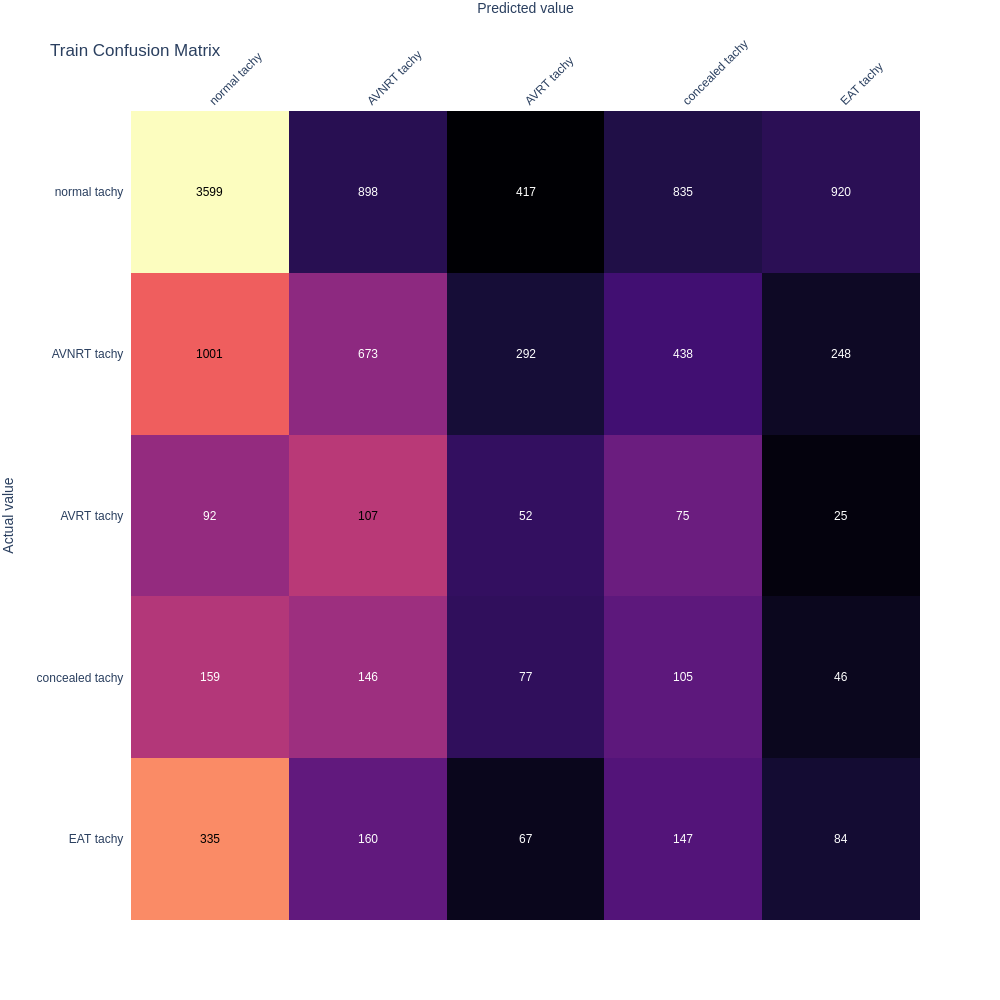 Predicted value
Train Confusion Matrix
normal tachy
AVNRT tachy
AVRT tachy
concealed tachy
EAT tachy
normal tachy 3599 898 417 835 920
AVNRT tachy 1001 673 292 438 248
Actual value
AVRT tachy 92 107 52 75 25
concealed tachy 159 146 77 105 46
EAT tachy 335 160 67 147 84